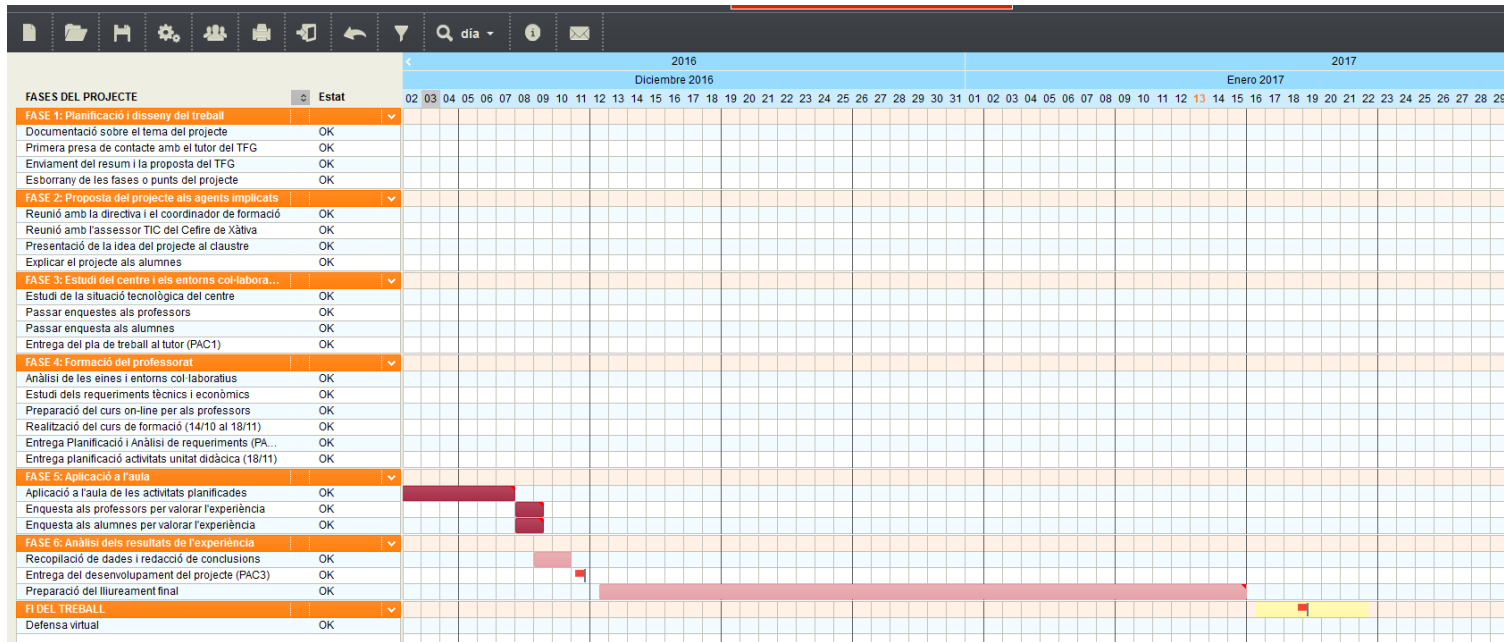 día
2016 2017
Diciembre 2016 Enero 2017
FASES DEL PROJECTE Estat 02 03 04 05 06 07 08 09 10 11 12 13 14 15 16 17 18 19 20 21 22 23 24 25 26 27 28 29 30 31 01 02 03 04 05 06 07 08 09 10 11 12 13 14 15 16 17 18 19 20 21 22 23 24 25 26 27 28 29
FASE 1: Planificació i disseny del treball
Documentació sobre el tema del projecte OK
Primera presa de contacte amb el tutor del TFG OK
Enviament del resum i la proposta del TFG OK
Esborrany de les fases o punts del projecte OK
FASE 2: Proposta del projecte als agents implicats
Reunió amb la directiva i el coordinador de formació OK
Reunió amb l'assessor TIC del Cefire de Xàtiva OK
Presentació de la idea del projecte al claustre OK
Explicar el projecte als alumnes OK
FASE 3: Estudi del centre i els entorns col·labora...
Estudi de la situació tecnològica del centre OK
Passar enquestes als professors OK
Passar enquesta als alumnes OK
Entrega del pla de treball al tutor (PAC1) OK
FASE 4: Formació del professorat
Anàlisi de les eines i entorns col·laboratius OK
Estudi dels requeriments tècnics i econòmics OK
Preparació del curs on-line per als professors OK
Realització del curs de formació (14/10 al 18/11) OK
Entrega Planificació i Anàlisi de requeriments (PA... OK
Entrega planificació activitats unitat didàcica (18/11) OK
FASE 5: Aplicació a l'aula
Aplicació a l'aula de les activitats planificades OK
Enquesta als professors per valorar l'experiència OK
Enquesta als alumnes per valorar l'experiència OK
FASE 6: Anàlisi dels resultats de l'experiència
Recopilació de dades i redacció de conclusions OK
Entrega del desenvolupament del projecte (PAC3) OK
Preparació del lliureament final OK
FI DEL TREBALL
Defensa virtual OK